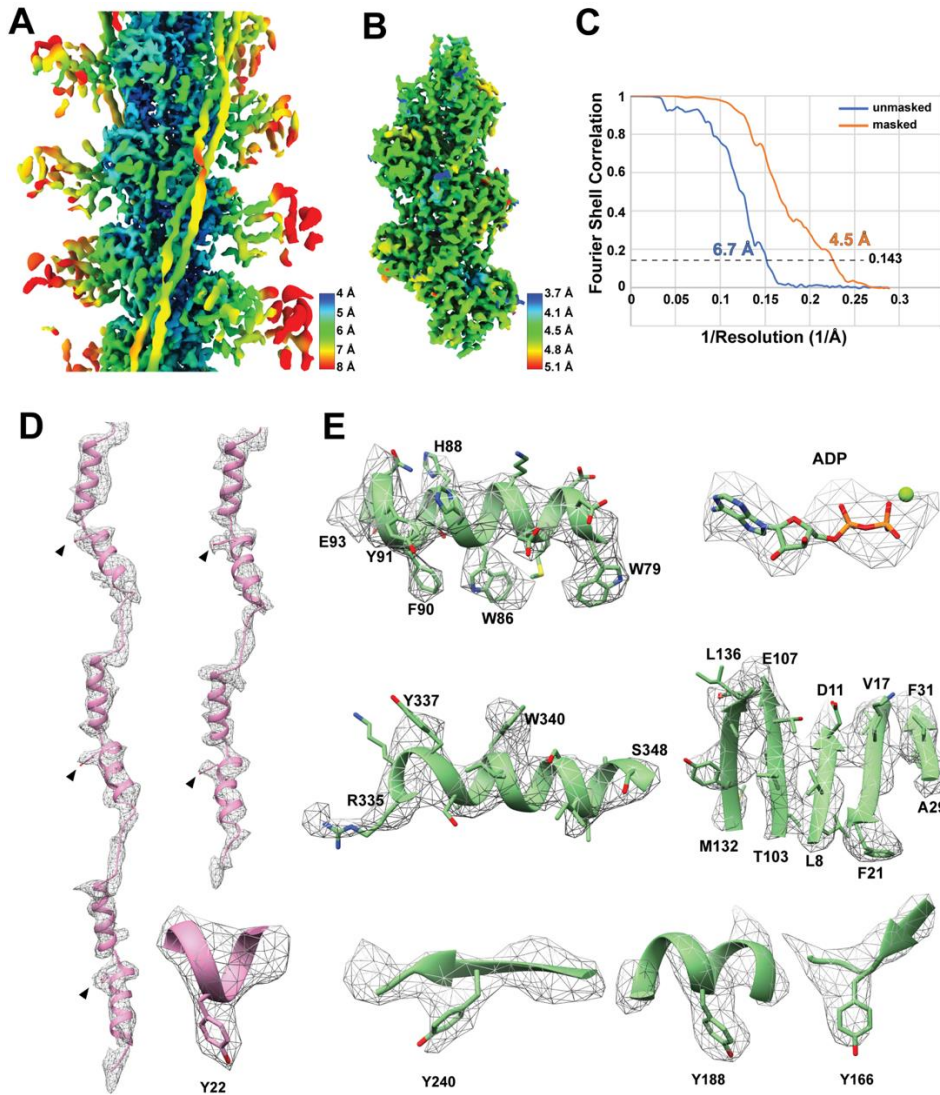 A
B
C
4 Å
5 Å
6 Å
7 Å
8 Å
3.7 Å
4.1 Å
4.5 Å
4.8 Å
5.1 Å
Fourier Shell Correlation
1
0.8
0.6
0.4
0.2
0
unmasked
masked
6.7 Å
4.5 Å
0.143
0
0.05
0.1
0.15
0.2
0.25
0.3
1/Resolution (1/Å)
D
Y22
E
H88
E93
Y91
F90
W86
W79
ADP
Y337
W340
S348
R335
L136
E107
D11
V17
F31
M132
T103
L8
F21
A29
Y240
Y188
Y166